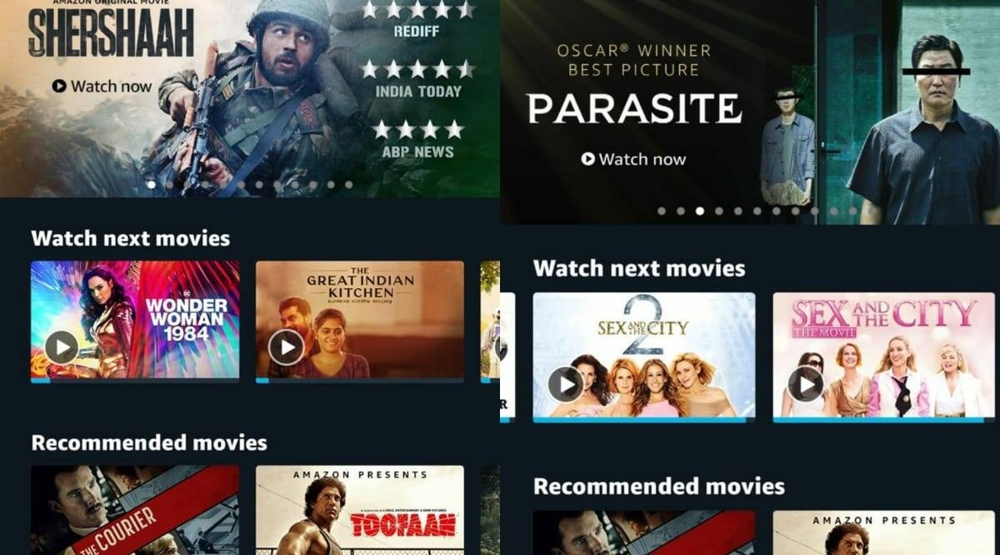 AMAZON ORIGINAL MOVIE
SHERSHAAH
Watch now
REDIFF
INDIA TODAY
ABP NEWS
Watch next movies
DC
WONDER
WOMAN
1984
THE
GREAT INDIAN
KITCHEN
Recommended movies
THE COURIER
AMAZON PRESENTS
TOOFAAN
OSCAR® WINNER
BEST PICTURE
PARASITE
Watch now
Watch next movies
R
SEX AND THE CITY
2
SEX AND THE CITY
THE MOVIE
Recommended movies
AMAZON PRESENTS